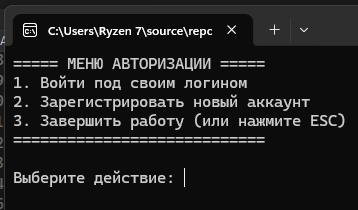 C:\Users\Ryzen 7\source\repc
===== МЕНЮ АВТОРИЗАЦИИ =====
1. Войти под своим логином
2. Зарегистрировать новый аккаунт
3. Завершить работу (или нажмите ESC)
============================
Выберите действие: